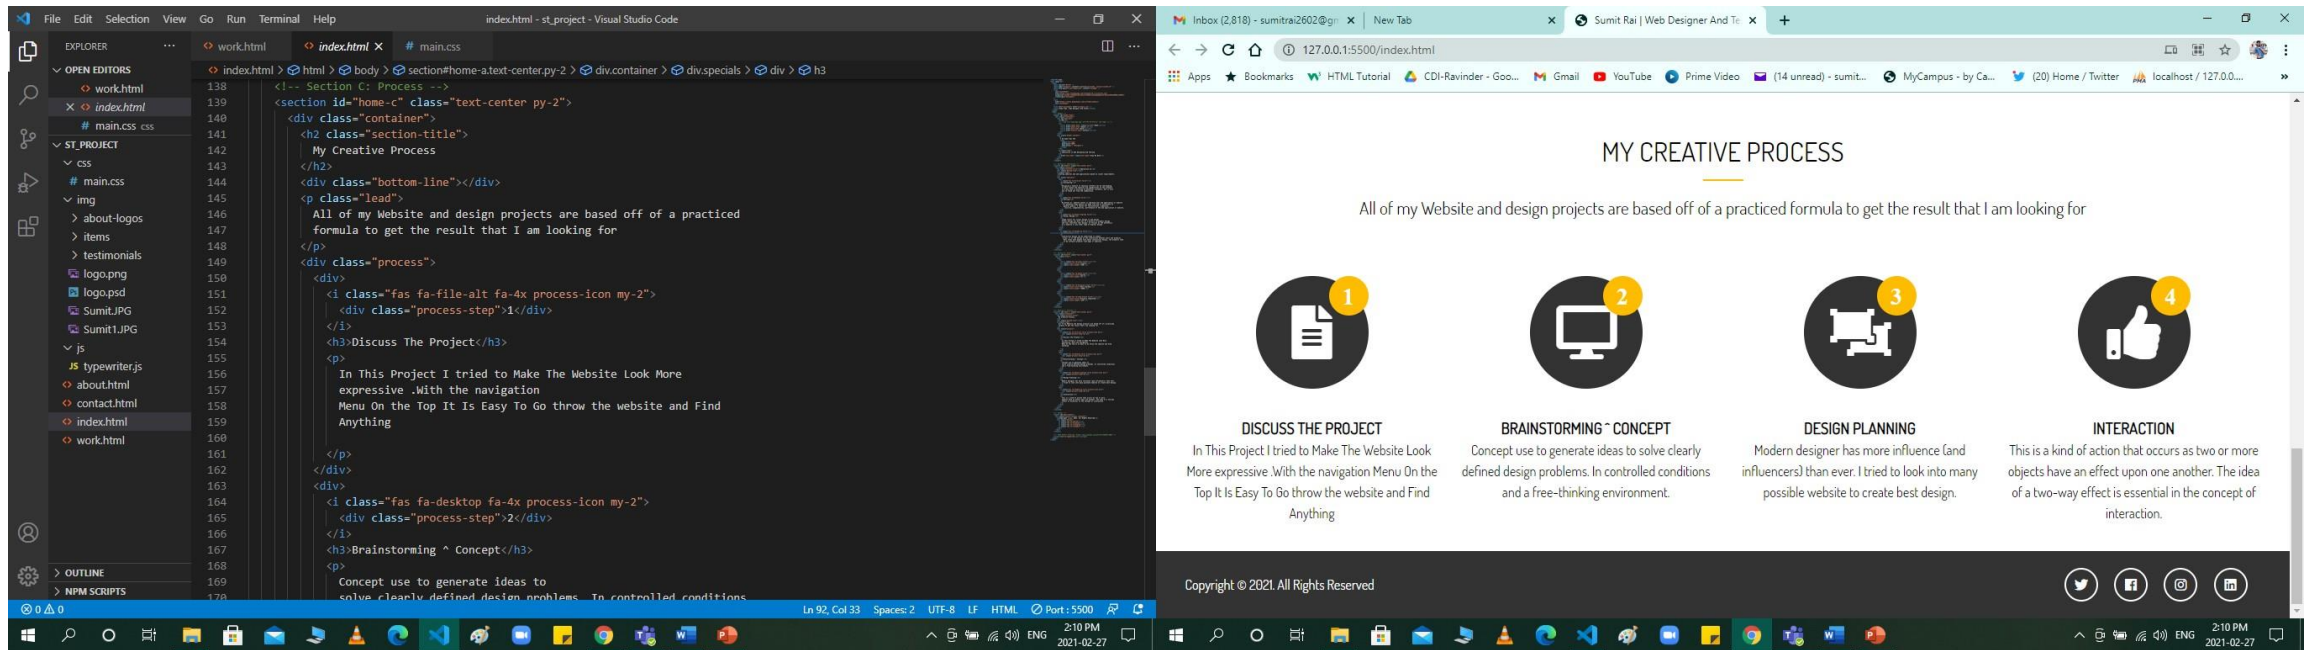 File Edit Selection View Go Run Terminal Help
index.html - st_project - Visual Studio Code
EXPLORER
OPEN EDITORS
work.html
index.html
main.css css
ST_PROJECT
css
main.css
img
about-logos
items
testimonials
logo.png
logo.psd
Sumit.JPG
Sumit1.JPG
js
JS typewriter.js
about.html
contact.html
index.html
work.html
OUTLINE
NPM SCRIPTS
work.html index.html # main.css
index.html > html > body > section#home-a.text-center.py-2 > div.container > div.specials > div > h3
138 <!-- Section C: Process -->
139 <section id="home-c" class="text-center py-2">
140 <div class="container">
141 <h2 class="section-title">
142 My Creative Process
143 </h2>
144 <div class="bottom-line"></div>
145 <p class="lead">
146 All of my Website and design projects are based off of a practiced
147 formula to get the result that I am looking for
148 </p>
149 <div class="process">
150 <div>
151 <i class="fas fa-file-alt fa-4x process-icon my-2">
152 <div class="process-step">1</div>
153 </i>
154 <h3>Discuss The Project</h3>
155 <p>
156 In This Project I tried to Make The Website Look More
157 expressive .With the navigation
158 Menu On the Top It Is Easy To Go throw the website and Find
159 Anything
160
161 </p>
162 </div>
163 <div>
164 <i class="fas fa-desktop fa-4x process-icon my-2">
165 <div class="process-step">2</div>
166 </i>
167 <h3>Brainstorming ^ Concept</h3>
168 <p>
169 Concept use to generate ideas to
170 solve clearly defined design problems. In controlled conditions
0 0
Ln 92, Col 33 Spaces: 2 UTF-8 LF HTML Port : 5500
ENG 2:10 PM
2021-02-27
Inbox (2,818) - sumitrai2602@gm New Tab Sumit Rai | Web Designer And Te
127.0.0.1:5500/index.html
Apps Bookmarks HTML Tutorial CDI-Ravinder - Goo... Gmail YouTube Prime Video (14 unread) - sumit... MyCampus - by Ca... (20) Home / Twitter localhost / 127.0.0....
MY CREATIVE PROCESS
All of my Website and design projects are based off of a practiced formula to get the result that I am looking for
1 2 3 4
DISCUSS THE PROJECT
In This Project I tried to Make The Website Look
More expressive .With the navigation Menu On the
Top It Is Easy To Go throw the website and Find
Anything
BRAINSTORMING ^ CONCEPT
Concept use to generate ideas to solve clearly
defined design problems. In controlled conditions
and a free-thinking environment.
DESIGN PLANNING
Modern designer has more influence (and
influencers) than ever. I tried to look into many
possible website to create best design.
INTERACTION
This is a kind of action that occurs as two or more
objects have an effect upon one another. The idea
of a two-way effect is essential in the concept of
interaction.
Copyright © 2021. All Rights Reserved
ENG 2:10 PM
2021-02-27